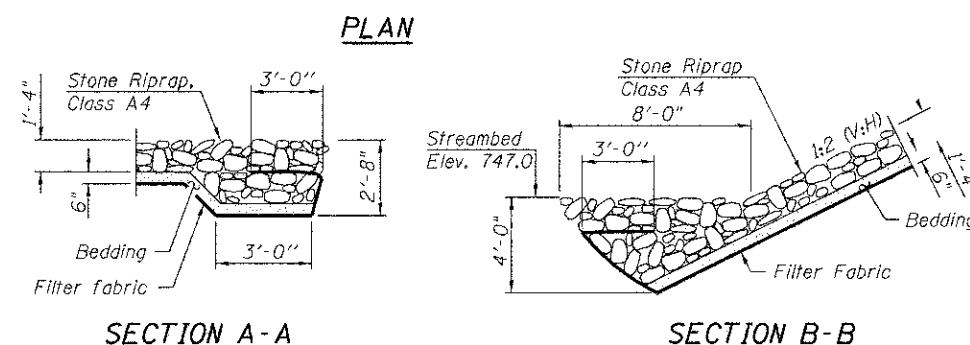 PLAN
Stone Riprap,
Class A4
3'-0"
1'-4"
6"
2'-8"
3'-0"
Bedding
Filter fabric
SECTION A-A
Stone Riprap
Class A4
8'-0"
Streambed
Elev. 747.0
3'-0"
1:2 (V:H)
1'-4"
6"
4'-0"
Bedding
Filter Fabric
SECTION B-B